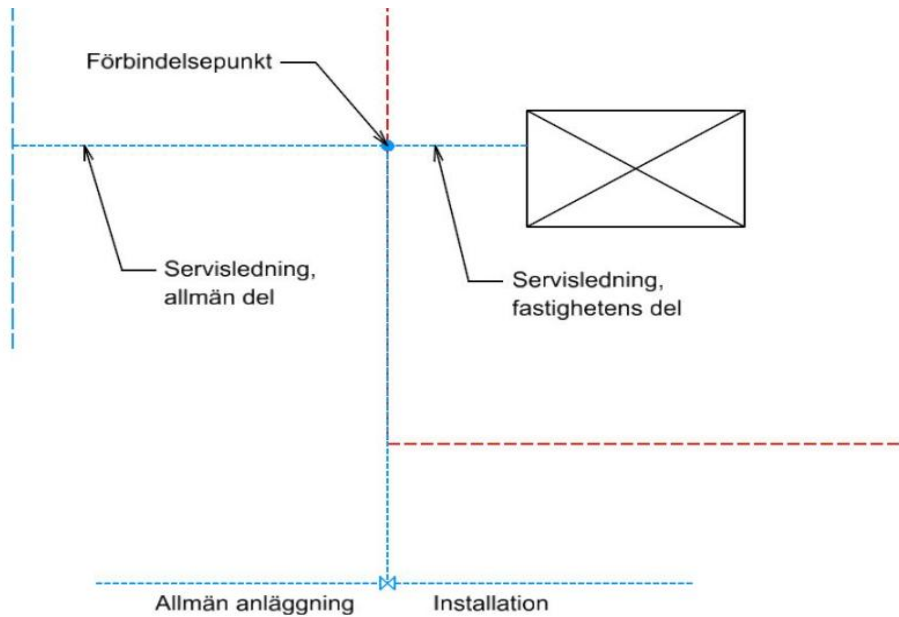 Förbindelsepunkt
Servisledning,
allmän del
Servisledning,
fastighetens del
Allmän anläggning
Installation